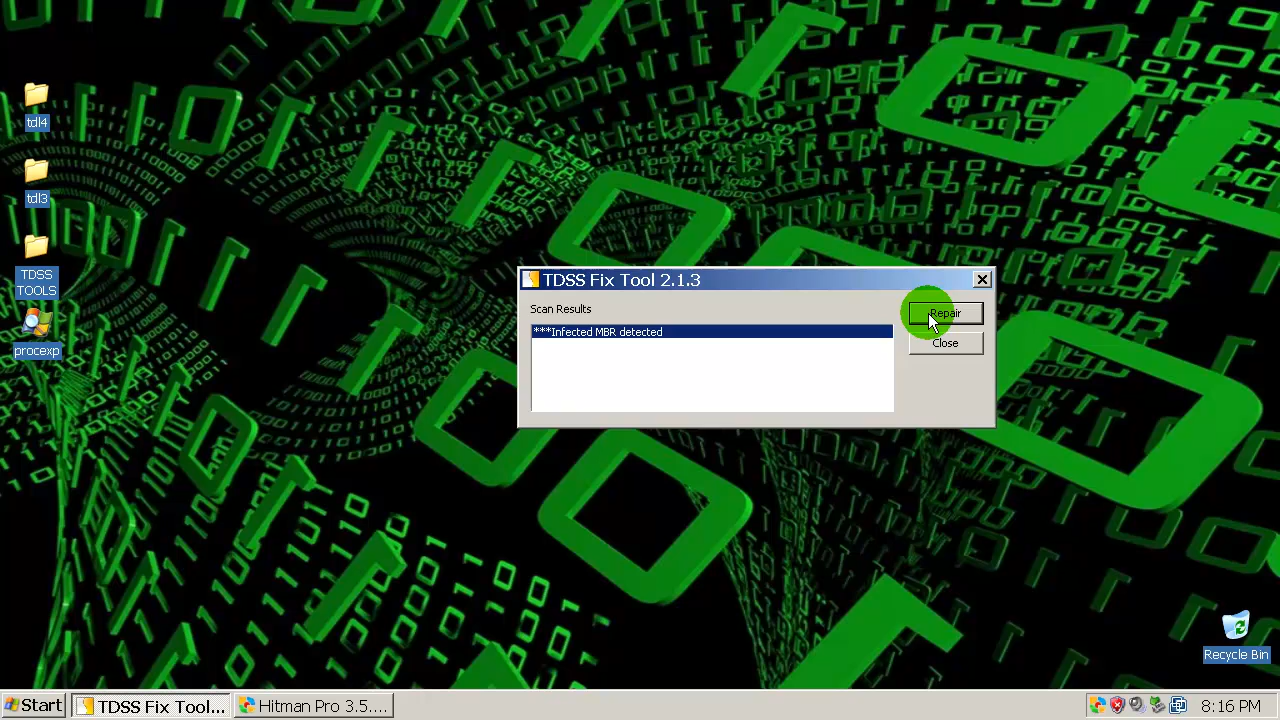 tdl4
tdl3
TDSS
TOOLS
procexp
TDSS Fix Tool 2.1.3
Scan Results
***Infected MBR detected
Repair
Close
Recycle Bin
Start
TDSS Fix Tool...
Hitman Pro 3.5....
8:16 PM